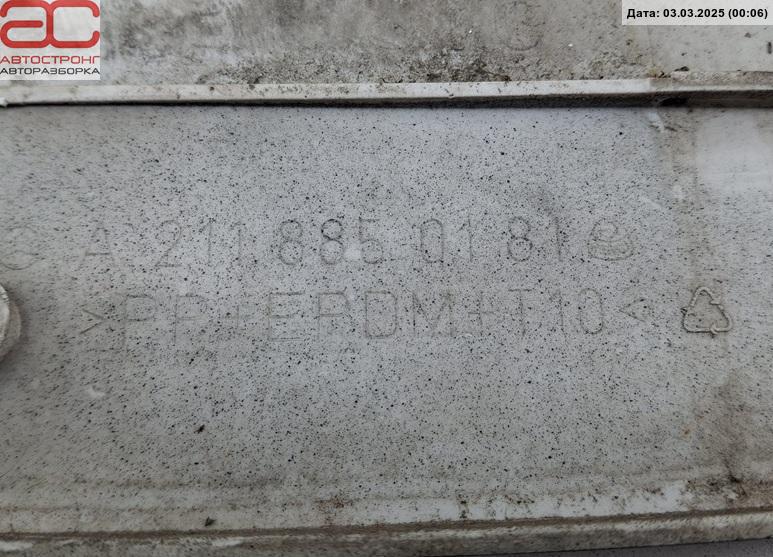 Дата: 03.03.2025 (00:06)
АС
АВТОСТРОНГ
АВТОРАЗБОРКА
A 211 885 01 81
>PP+EPDM+T10<